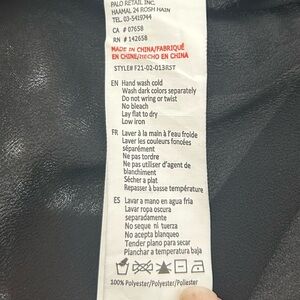 PALO RETAIL INC.
HAAMAL 24 ROSH HAIN
TEL. 03-5419744
CA # 07658
RN # 142658
MADE IN CHINA/FABRIQUÉ
EN CHINE/HECHO EN CHINA
STYLE# F21-02-013RST
EN Hand wash cold
Wash dark colors separately
Do not wring or twist
No bleach
Lay flat to dry
Low iron
FR Laver à la main à l'eau froide
Laver les couleurs foncées
séparément
Ne pas tordre
Ne pas utiliser d'agent de
blanchiment
Sécher a plat
Repasser à basse température
ES Lavar a mano en agua fria
Lavar ropa oscura
separadamente
No seque ni tuerza
No acepta blanqueo
Tender plano para secar
Planchar a temperatura baja
100% Polyester/Polyester/Polyester